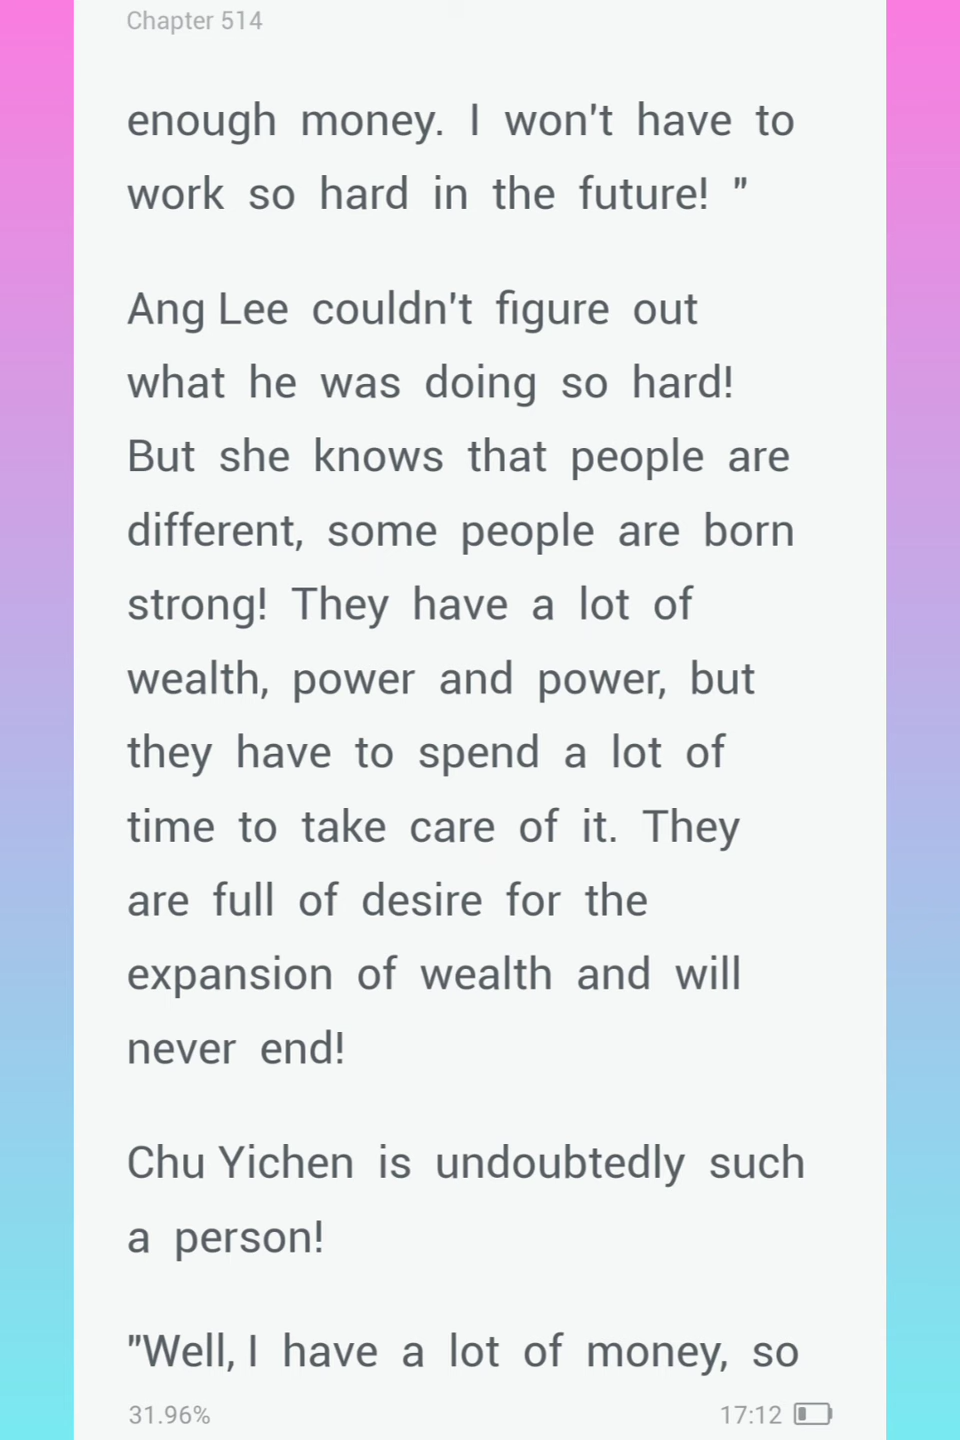 Chapter 514
enough money. I won't have to
work so hard in the future! "
Ang Lee couldn't figure out
what he was doing so hard!
But she knows that people are
different, some people are born
strong! They have a lot of
wealth, power and power, but
they have to spend a lot of
time to take care of it. They
are full of desire for the
expansion of wealth and will
never end!
Chu Yichen is undoubtedly such
a person!
"Well, I have a lot of money, so
31.96% 17:12